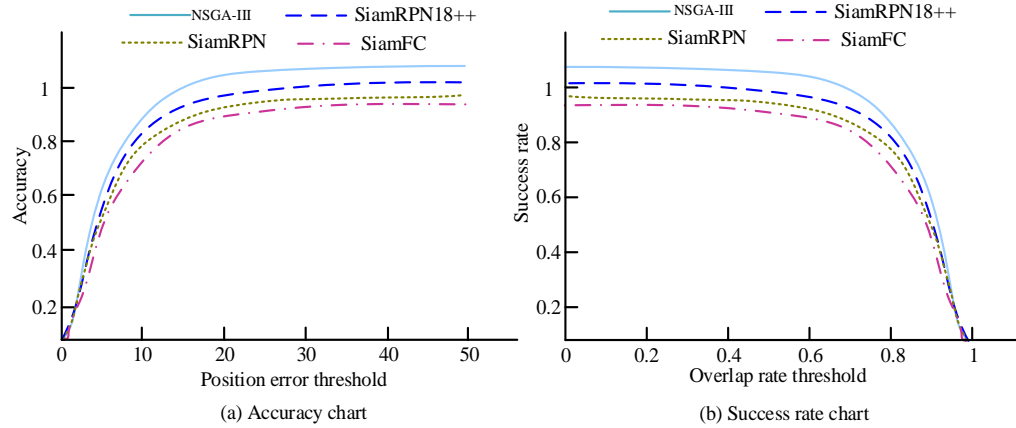 NSGA-III
SiamRPN18++
SiamRPN
SiamFC
Accuracy
1
0.8
0.6
0.4
0.2
0 10 20 30 40 50
Position error threshold
(a) Accuracy chart
NSGA-III
SiamRPN18++
SiamRPN
SiamFC
Success rate
1
0.8
0.6
0.4
0.2
0 0.2 0.4 0.6 0.8 1
Overlap rate threshold
(b) Success rate chart